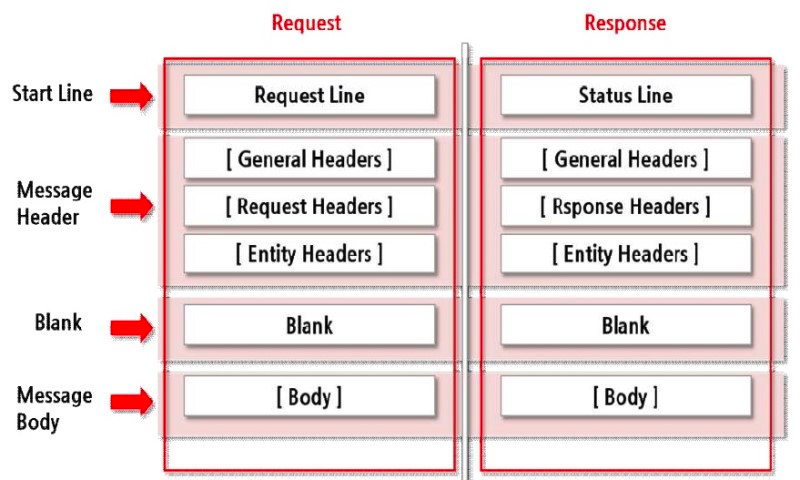 Request
Response
Start Line
Request Line
Status Line
Message
Header
[ General Headers ]
[ General Headers ]
[ Request Headers ]
[ Rsponse Headers ]
[ Entity Headers ]
[ Entity Headers ]
Blank
Blank
Blank
Message
Body
[ Body ]
[ Body ]